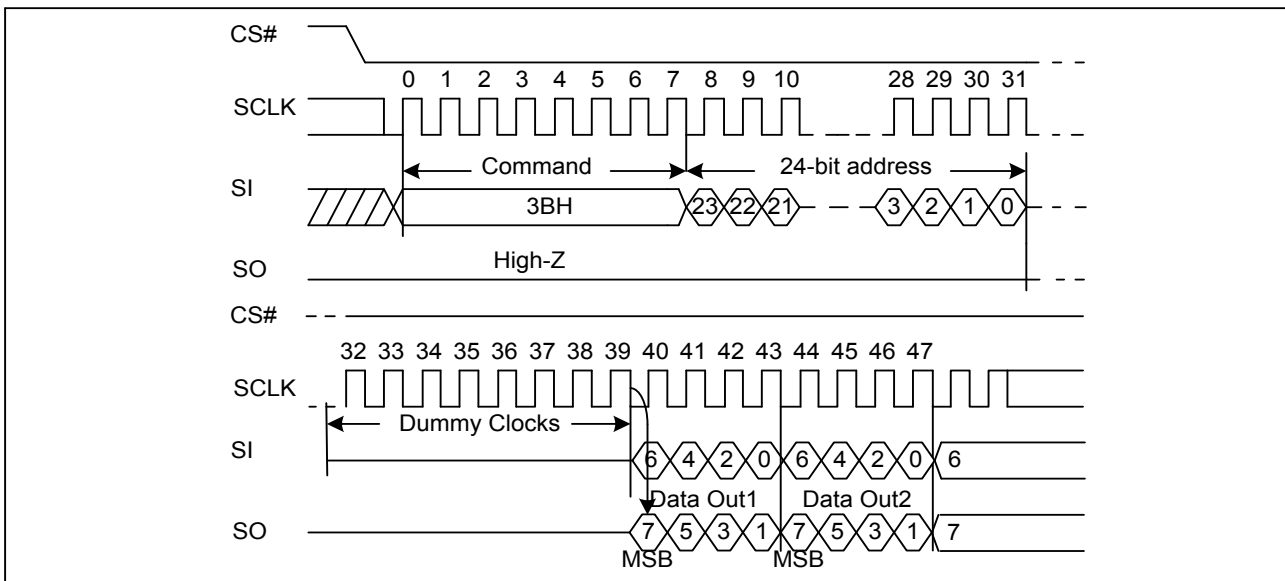 CS#
0 1 2 3 4 5 6 7 8 9 10 28 29 30 31
SCLK
Command 24-bit address
SI
3BH 23 22 21 3 2 1 0
High-Z
SO
CS#
32 33 34 35 36 37 38 39 40 41 42 43 44 45 46 47
SCLK
Dummy Clocks
SI
6 4 2 0 6 4 2 0 6
Data Out1 Data Out2
SO 7 5 3 1 7 5 3 1 7
MSB MSB